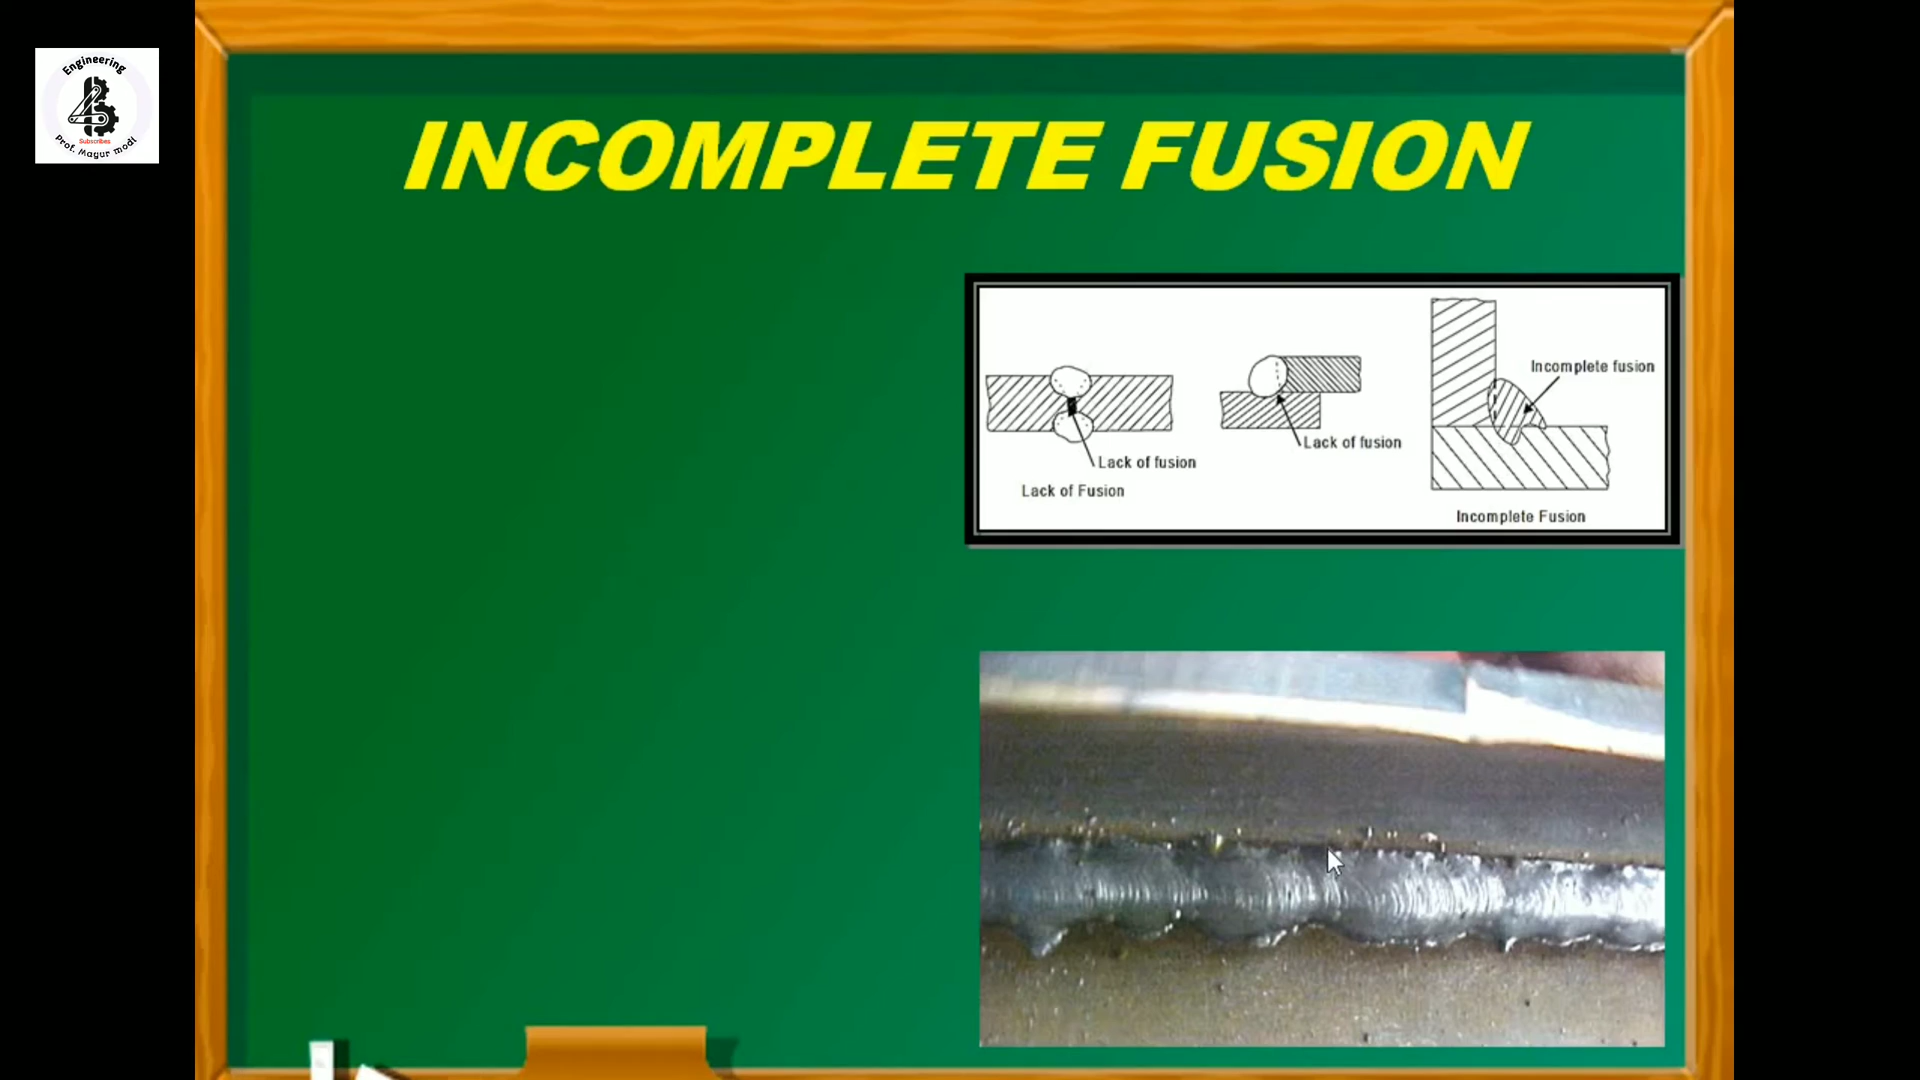 Engineering
Subscribes
Prof. Mayur modi
INCOMPLETE FUSION
Incomplete fusion
Lack of fusion
Lack of fusion
Lack of Fusion
Incomplete Fusion